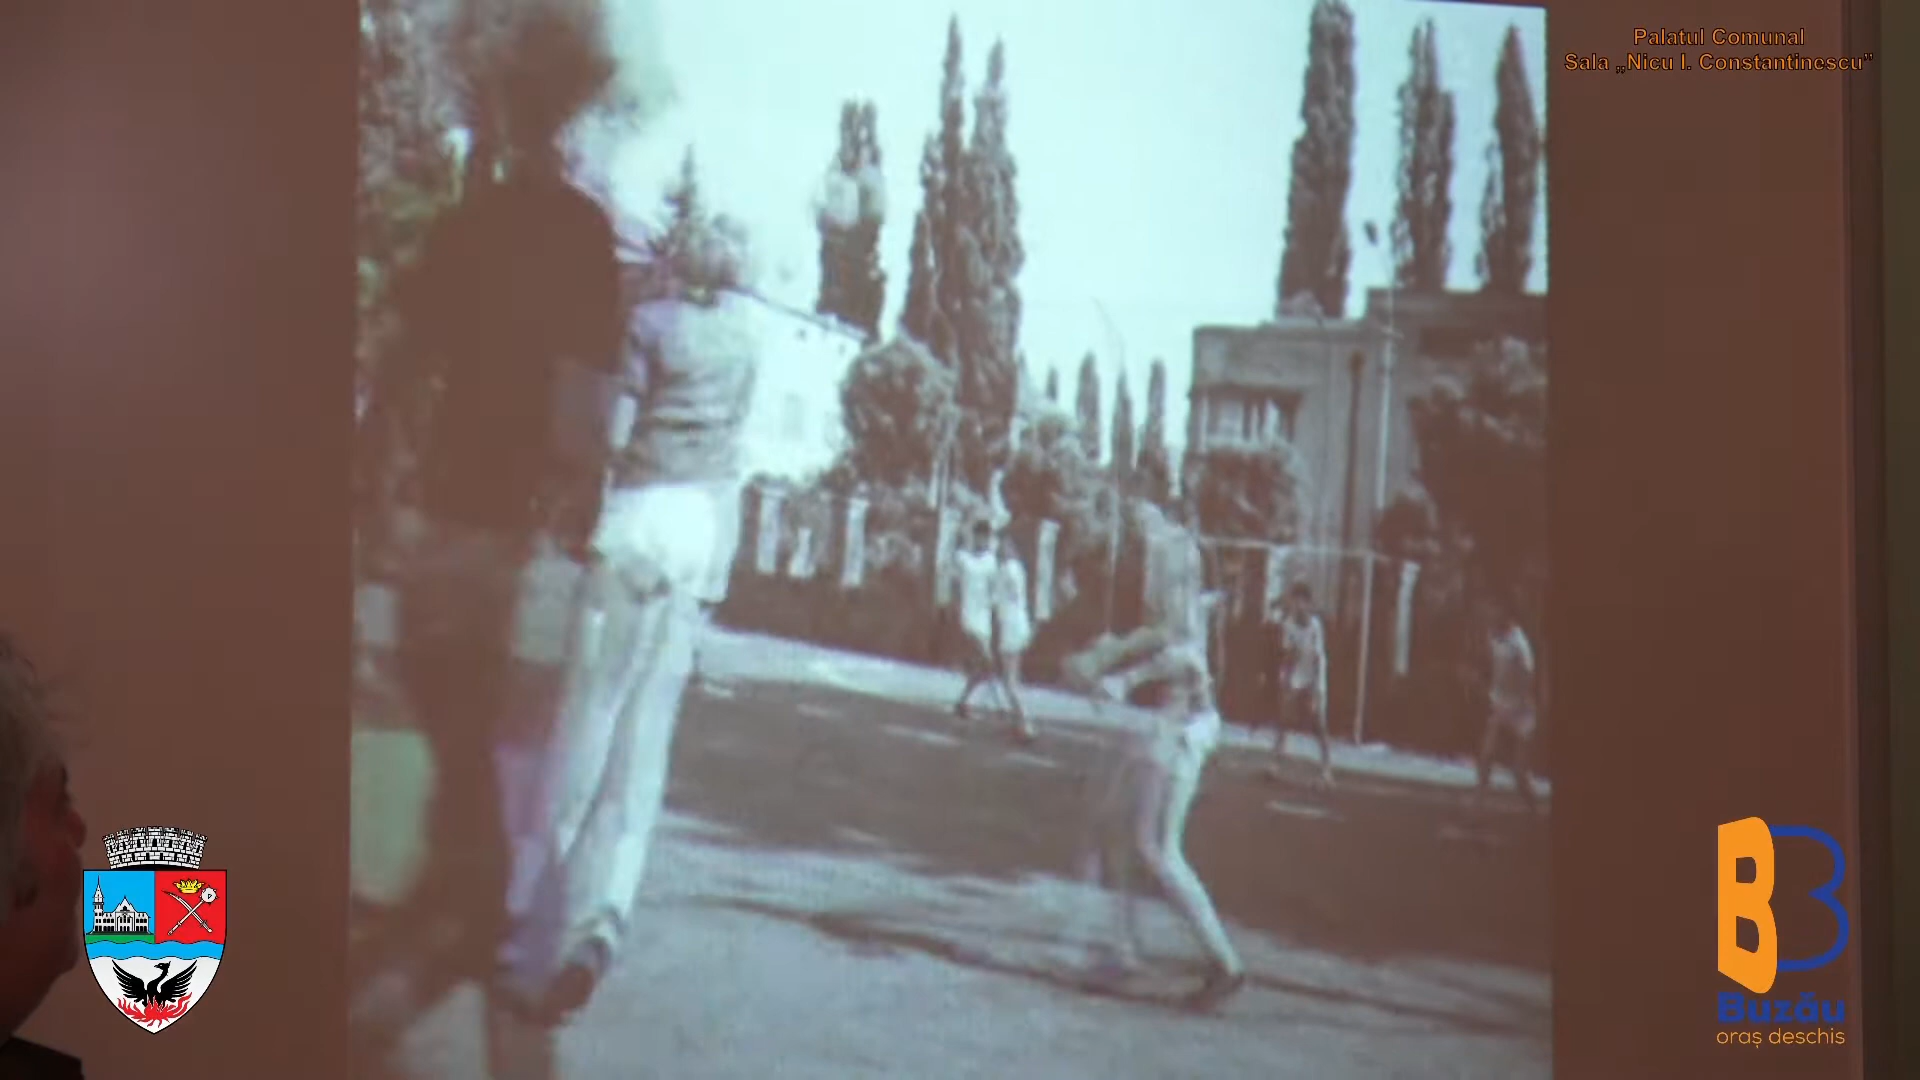 Palatul Comunal
Sala „Nicu I. Constantinescu”
Buzău
oraș deschis